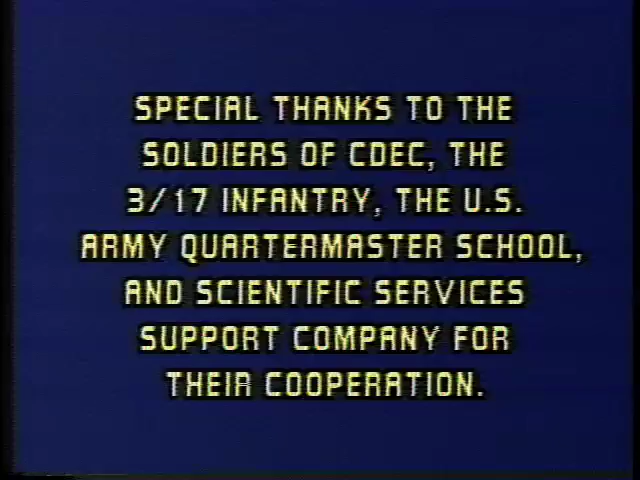 SPECIAL THANKS TO THE
SOLDIERS OF CDEC, THE
3/17 INFANTRY, THE U.S.
ARMY QUARTERMASTER SCHOOL,
AND SCIENTIFIC SERVICES
SUPPORT COMPANY FOR
THEIR COOPERATION.